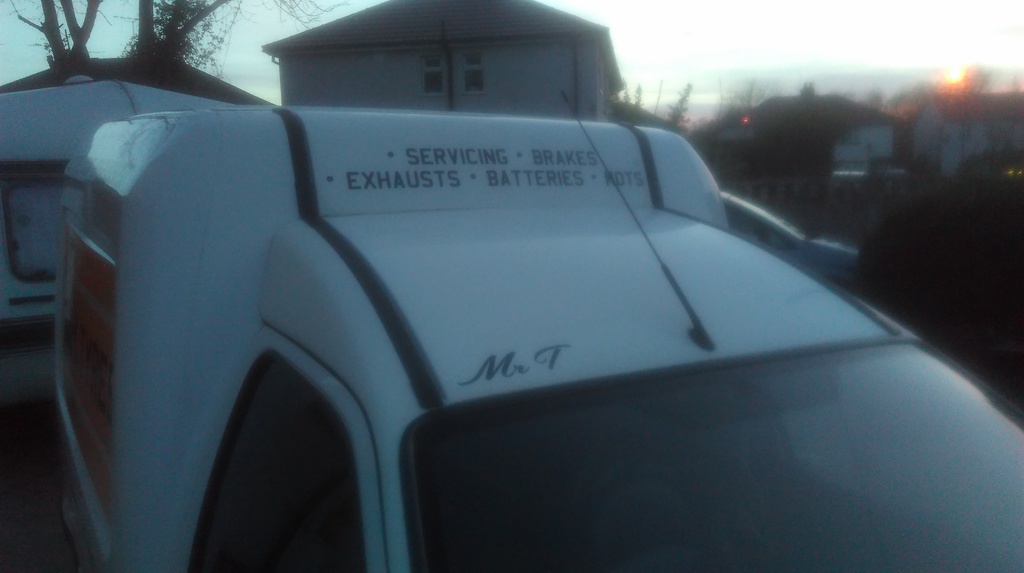 • SERVICING • BRAKES
• EXHAUSTS • BATTERIES • MOTS
Mr T